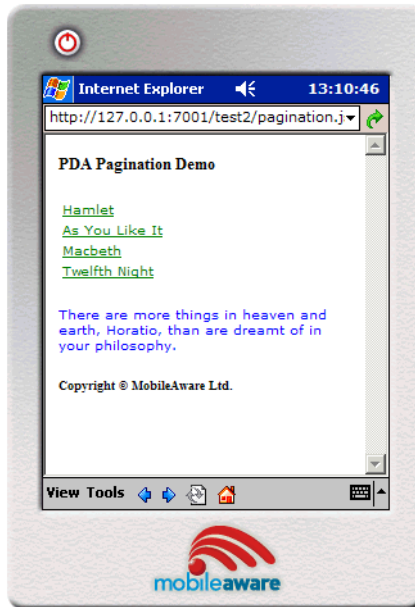 Internet Explorer 13:10:46
http://127.0.0.1:7001/test2/pagination.j
PDA Pagination Demo
Hamlet
As You Like It
Macbeth
Twelfth Night
There are more things in heaven and
earth, Horatio, than are dreamt of in
your philosophy.
Copyright © MobileAware Ltd.
View Tools
mobileaware